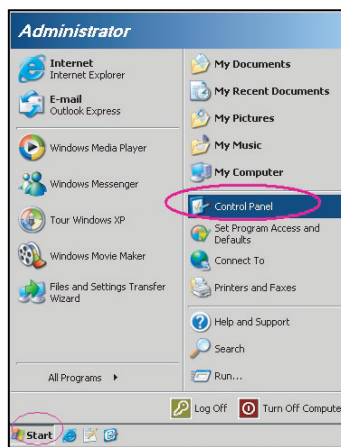 Administrator
Internet
Internet Explorer
E-mail
Outlook Express
Windows Media Player
Windows Messenger
Tour Windows XP
Windows Movie Maker
Files and Settings Transfer
Wizard
All Programs
My Documents
My Recent Documents
My Pictures
My Music
My Computer
Control Panel
Set Program Access and
Defaults
Connect To
Printers and Faxes
Help and Support
Search
Run...
Log Off
Turn Off Compute
Start